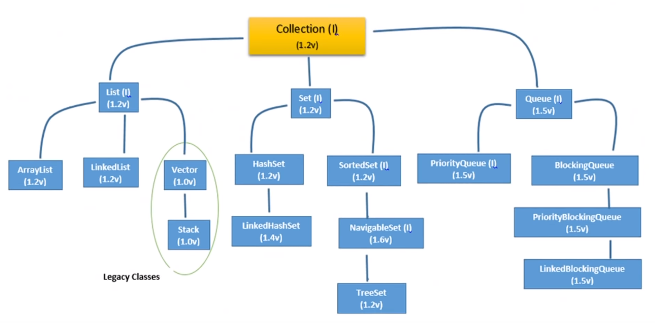 Collection (I)
(1.2v)
List (I)
(1.2v)
Set (I)
(1.2v)
Queue (I)
(1.5v)
ArrayList
(1.2v)
LinkedList
(1.2v)
Vector
(1.0v)
HashSet
(1.2v)
SortedSet (I)
(1.2v)
PriorityQueue (I)
(1.5v)
BlockingQueue
(1.5v)
Stack
(1.0v)
LinkedHashSet
(1.4v)
NavigableSet (I)
(1.6v)
PriorityBlockingQueue
(1.5v)
Legacy Classes
LinkedBlockingQueue
(1.5v)
TreeSet
(1.2v)